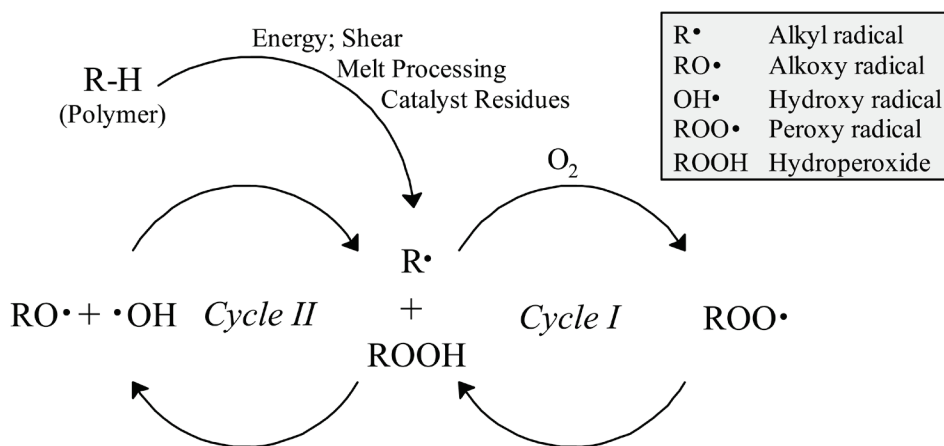 Energy; Shear
Melt Processing
Catalyst Residues
R-H
(Polymer)
R• Alkyl radical
RO• Alkoxy radical
OH• Hydroxy radical
ROO• Peroxy radical
ROOH Hydroperoxide
O₂
R•
+
ROOH
RO• + •OH
Cycle II
Cycle I
ROO•